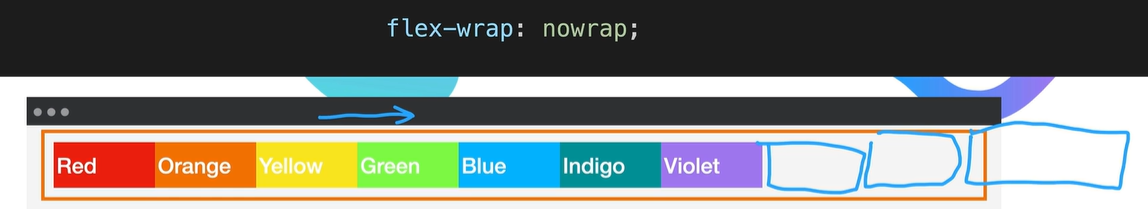 flex-wrap: nowrap;
Red Orange Yellow Green Blue Indigo Violet